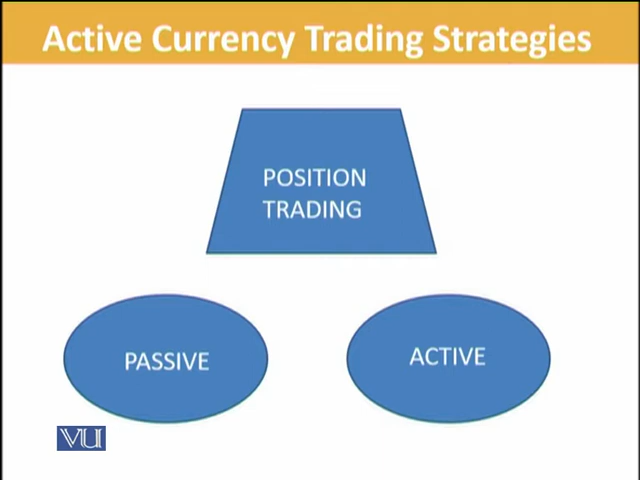 Active Currency Trading Strategies
POSITION
TRADING
PASSIVE
ACTIVE
VU